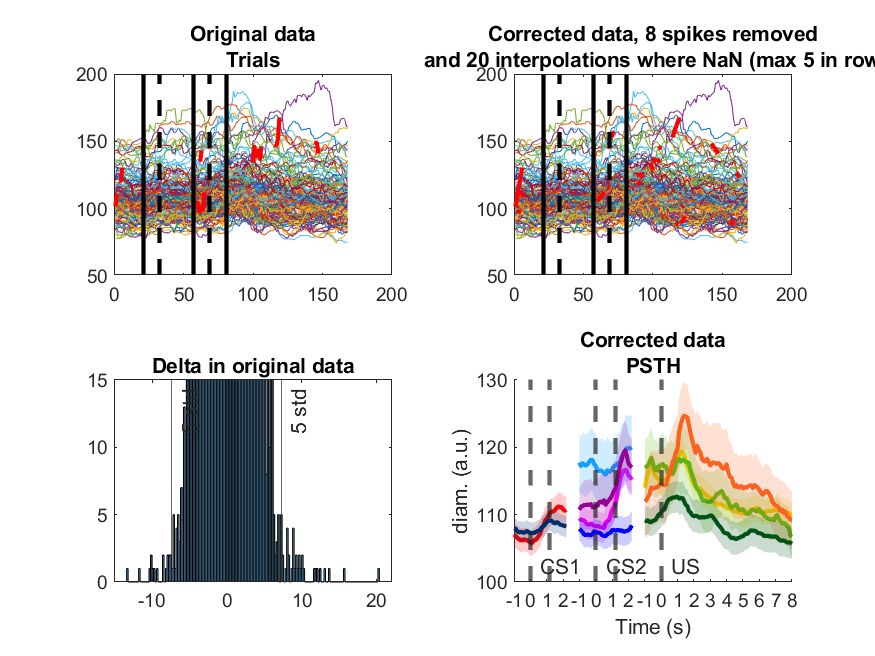 Original data
Trials
200
150
100
50
0 50 100 150 200
Corrected data, 8 spikes removed
and 20 interpolations where NaN (max 5 in row
200
150
100
50
0 50 100 150 200
Delta in original data
15
10
5
0
5 std
-10 0 10 20
Corrected data
PSTH
130
120
110
100
diam. (a.u.)
CS1 CS2 US
-1 0 1 2 -1 0 1 2 -1 0 1 2 3 4 5 6 7 8
Time (s)